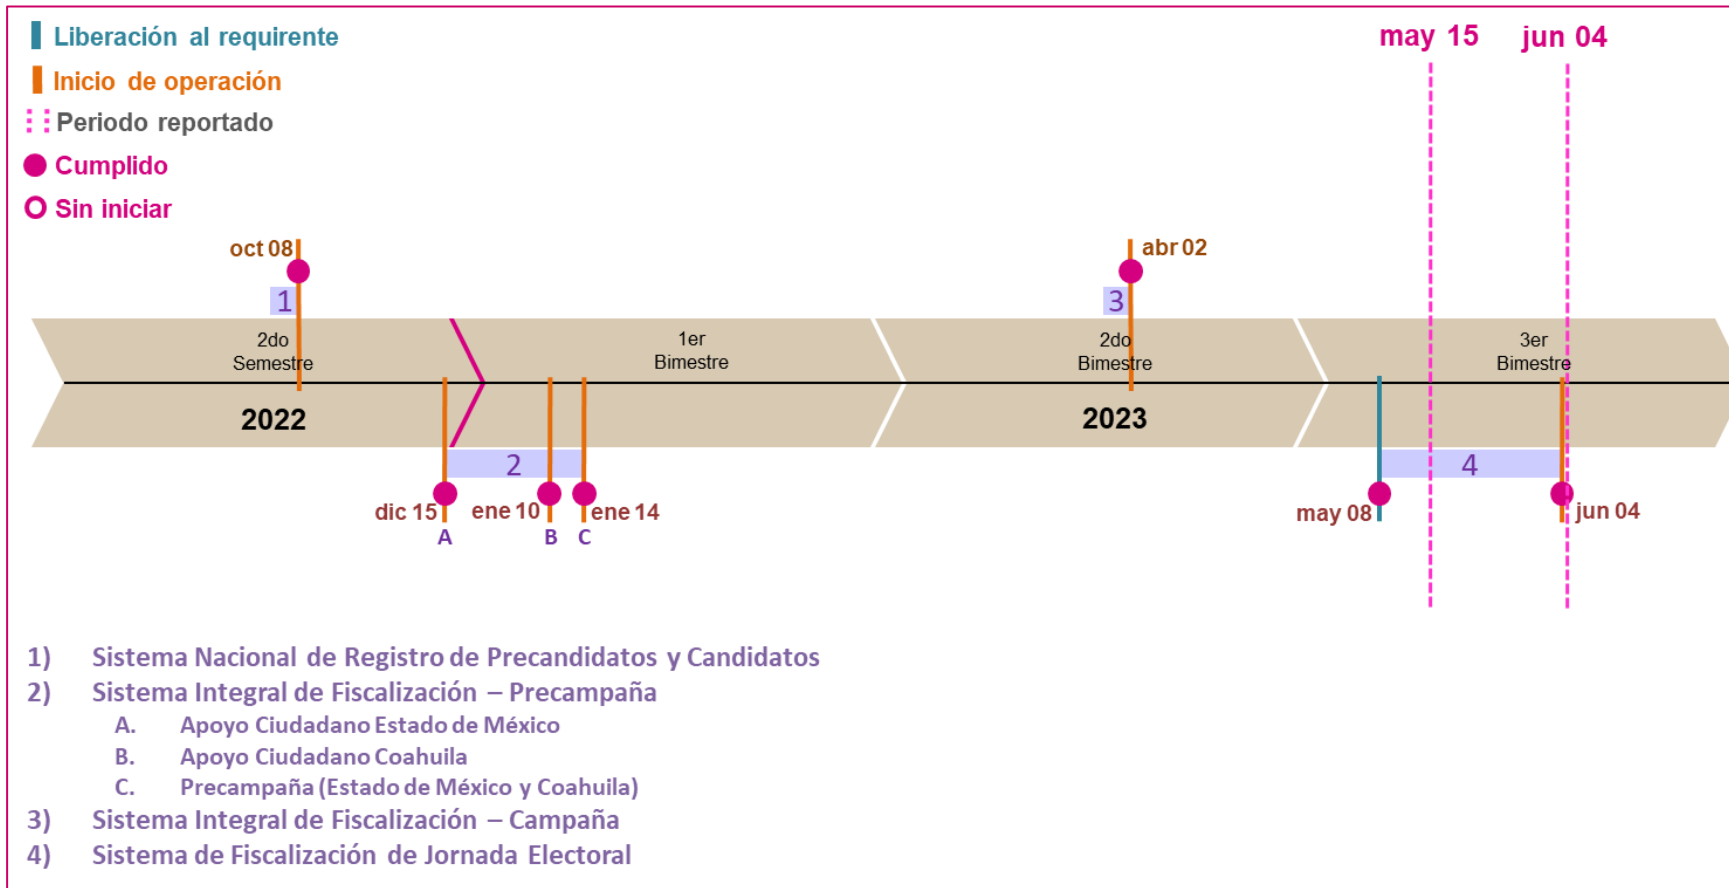 Liberación al requirente
Inicio de operación
Periodo reportado
Cumplido
Sin iniciar
may 15
jun 04
oct 08
abr 02
1
3
2do
Semestre
1er
Bimestre
2do
Bimestre
3er
Bimestre
2022
2023
2
4
dic 15
ene 10
ene 14
may 08
jun 04
A
B
C
1) Sistema Nacional de Registro de Precandidatos y Candidatos
2) Sistema Integral de Fiscalización – Precampaña
A. Apoyo Ciudadano Estado de México
B. Apoyo Ciudadano Coahuila
C. Precampaña (Estado de México y Coahuila)
3) Sistema Integral de Fiscalización – Campaña
4) Sistema de Fiscalización de Jornada Electoral